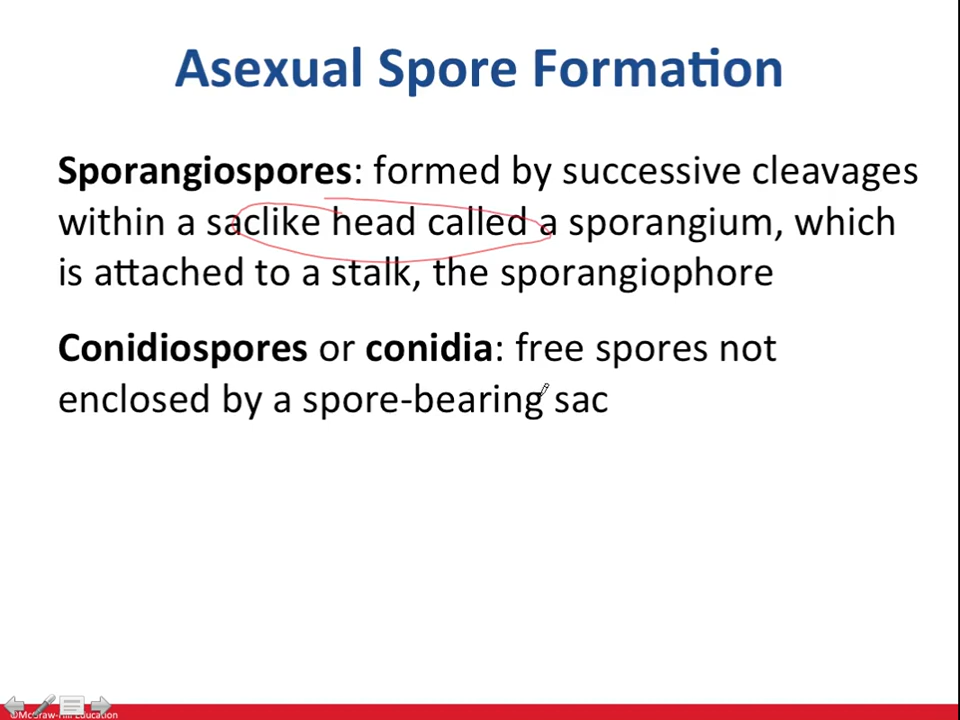 Asexual Spore Formation
Sporangiospores: formed by successive cleavages
within a saclike head called a sporangium, which
is attached to a stalk, the sporangiophore
Conidiospores or conidia: free spores not
enclosed by a spore-bearing sac
©McGraw-Hill Education